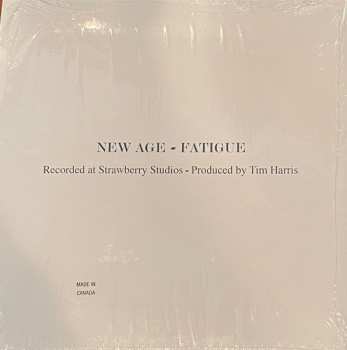 NEW AGE - FATIGUE
Recorded at Strawberry Studios - Produced by Tim Harris
MADE IN
CANADA